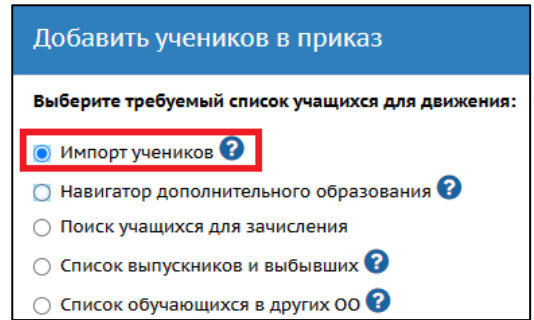 Добавить учеников в приказ
Выберите требуемый список учащихся для движения:
Импорт учеников ?
Навигатор дополнительного образования ?
Поиск учащихся для зачисления
Список выпускников и выбывших ?
Список обучающихся в других ОО ?